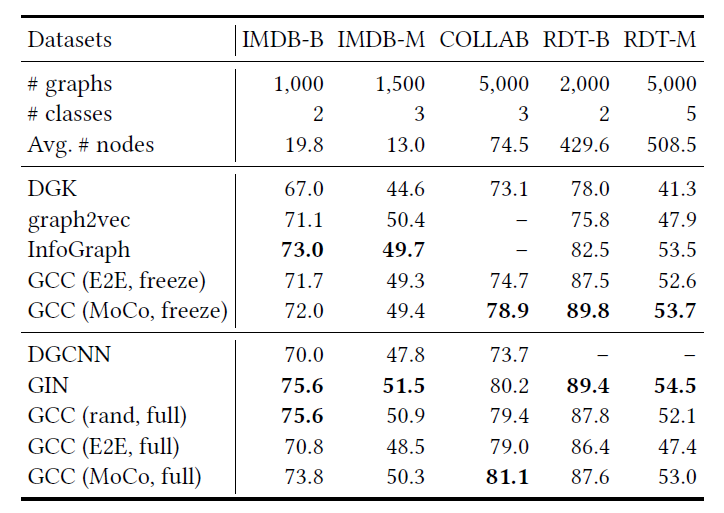 Datasets IMDB-B IMDB-M COLLAB RDT-B RDT-M
# graphs 1,000 1,500 5,000 2,000 5,000
# classes 2 3 3 2 5
Avg. # nodes 19.8 13.0 74.5 429.6 508.5
DGK 67.0 44.6 73.1 78.0 41.3
graph2vec 71.1 50.4 – 75.8 47.9
InfoGraph 73.0 49.7 – 82.5 53.5
GCC (E2E, freeze) 71.7 49.3 74.7 87.5 52.6
GCC (MoCo, freeze) 72.0 49.4 78.9 89.8 53.7
DGCNN 70.0 47.8 73.7 – –
GIN 75.6 51.5 80.2 89.4 54.5
GCC (rand, full) 75.6 50.9 79.4 87.8 52.1
GCC (E2E, full) 70.8 48.5 79.0 86.4 47.4
GCC (MoCo, full) 73.8 50.3 81.1 87.6 53.0